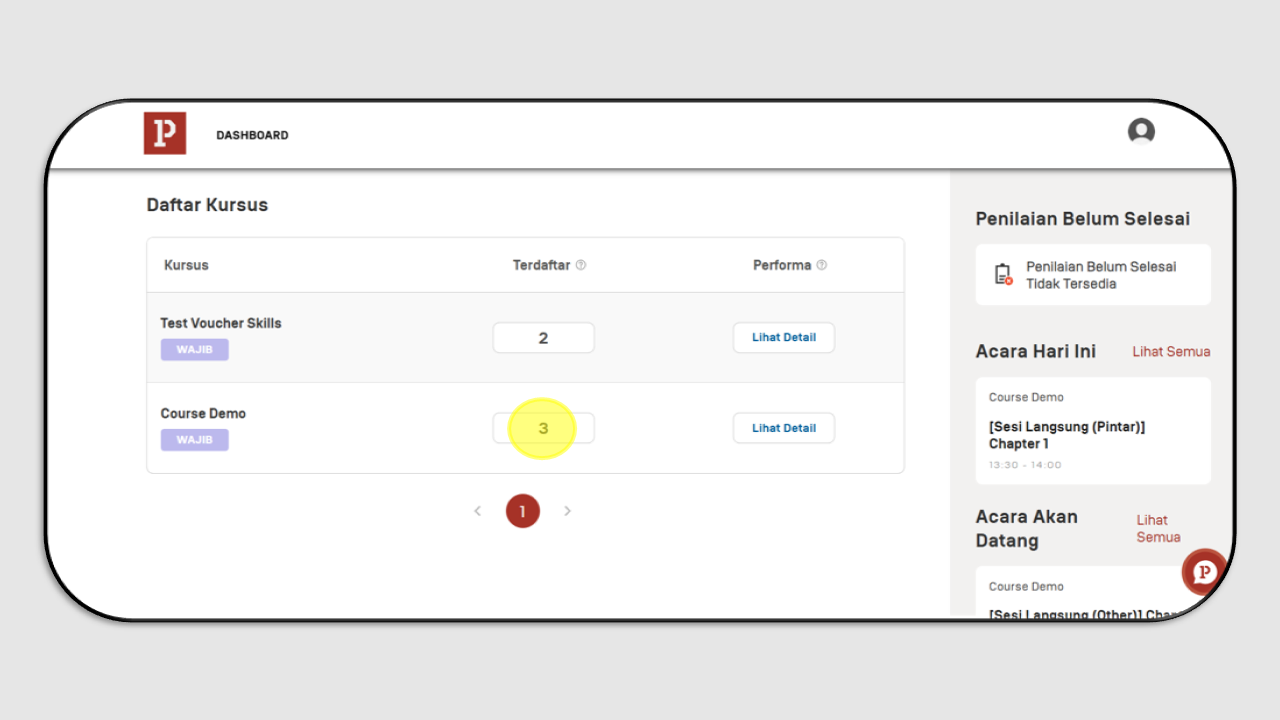 P
DASHBOARD
Daftar Kursus
Kursus
Terdaftar
Performa
Test Voucher Skills
WAJIB
2
Lihat Detail
Course Demo
WAJIB
3
Lihat Detail
1
Penilaian Belum Selesai
Penilaian Belum Selesai
Tidak Tersedia
Acara Hari Ini
Lihat Semua
Course Demo
[Sesi Langsung (Pintar)]
Chapter 1
13:30 - 14:00
Acara Akan
Datang
Lihat
Semua
Course Demo
[Sesi Langsung (Other)]
P